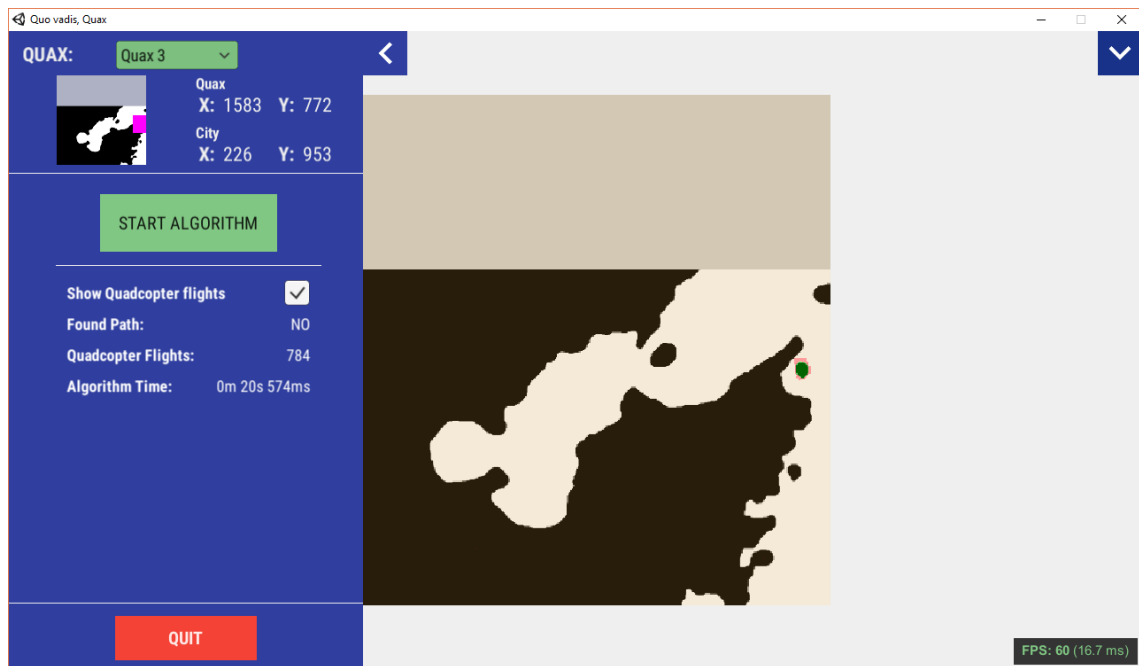 Quo vadis, Quax
QUAX: Quax 3
Quax
X: 1583 Y: 772
City
X: 226 Y: 953
START ALGORITHM
Show Quadcopter flights
Found Path: NO
Quadcopter Flights: 784
Algorithm Time: 0m 20s 574ms
QUIT
FPS: 60 (16.7 ms)